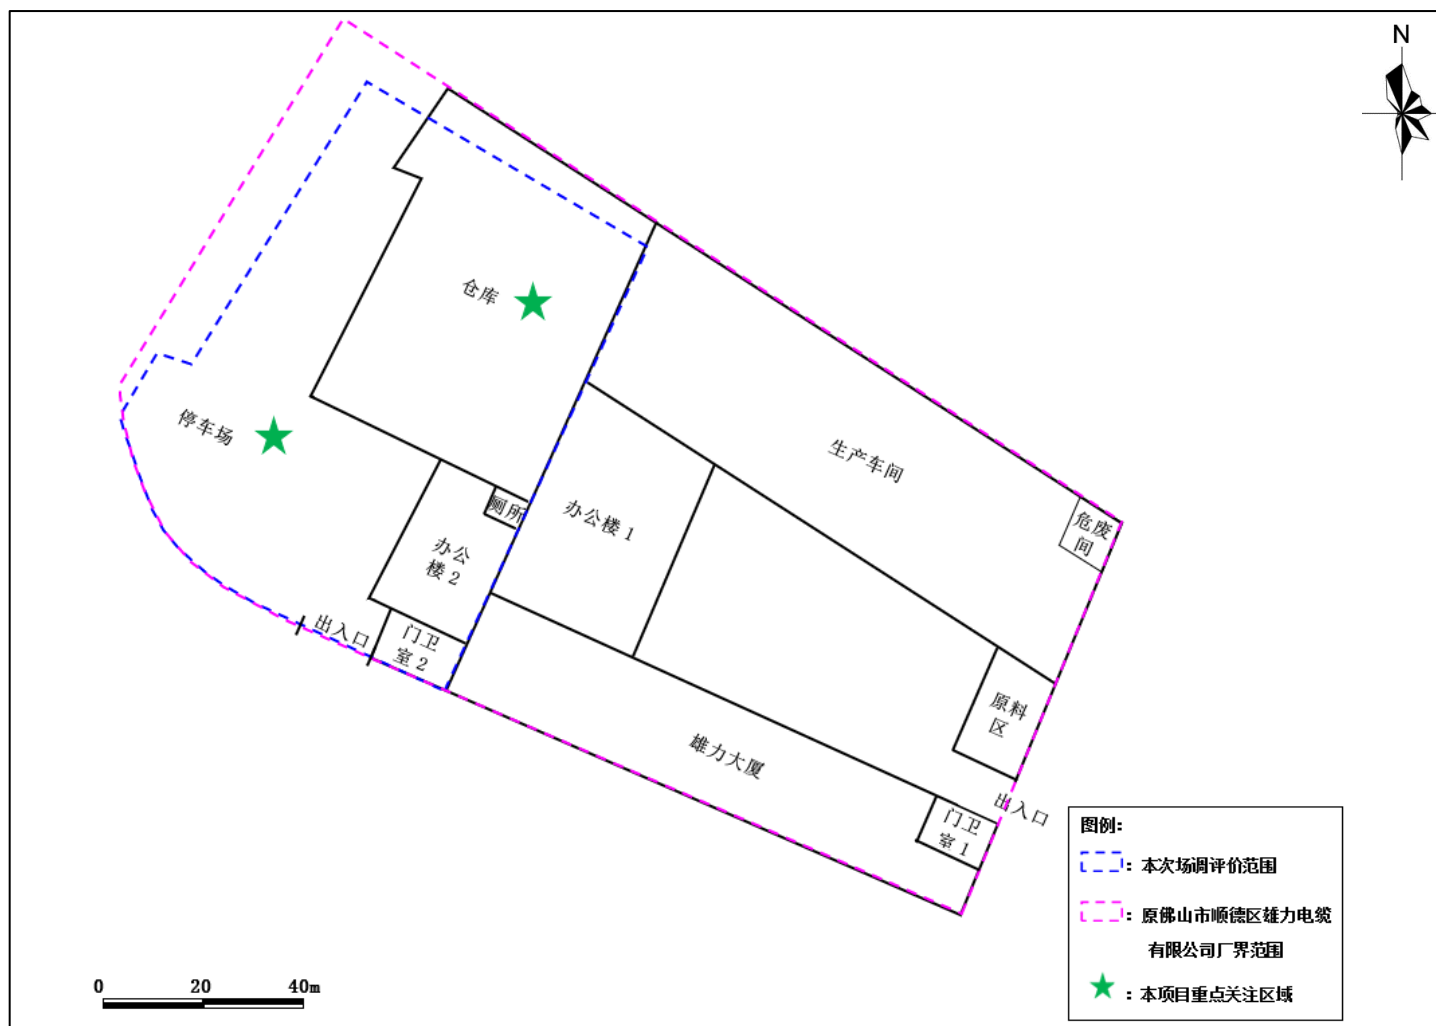 N
仓库
停车场
生产车间
厕所
办公楼 1
危废
间
办公
楼 2
出入口
门卫
室 2
原料
区
雄力大厦
出入口
门卫
室 1
图例：
：本次场调评价范围
：原佛山市顺德区雄力电缆
有限公司厂界范围
：本项目重点关注区域
0 20 40m